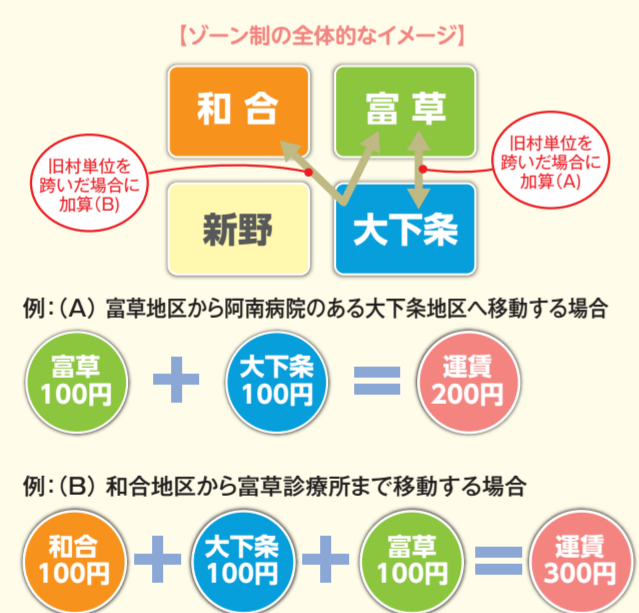 【ゾーン制の全体的なイメージ】
和合
富草
旧村単位を
跨いだ場合に
加算(B)
旧村単位を
跨いだ場合に
加算(A)
新野
大下条
例：(A) 富草地区から阿南病院のある大下条地区へ移動する場合
富草
100円
+
大下条
100円
=
運賃
200円
例：(B) 和合地区から富草診療所まで移動する場合
和合
100円
+
大下条
100円
+
富草
100円
=
運賃
300円